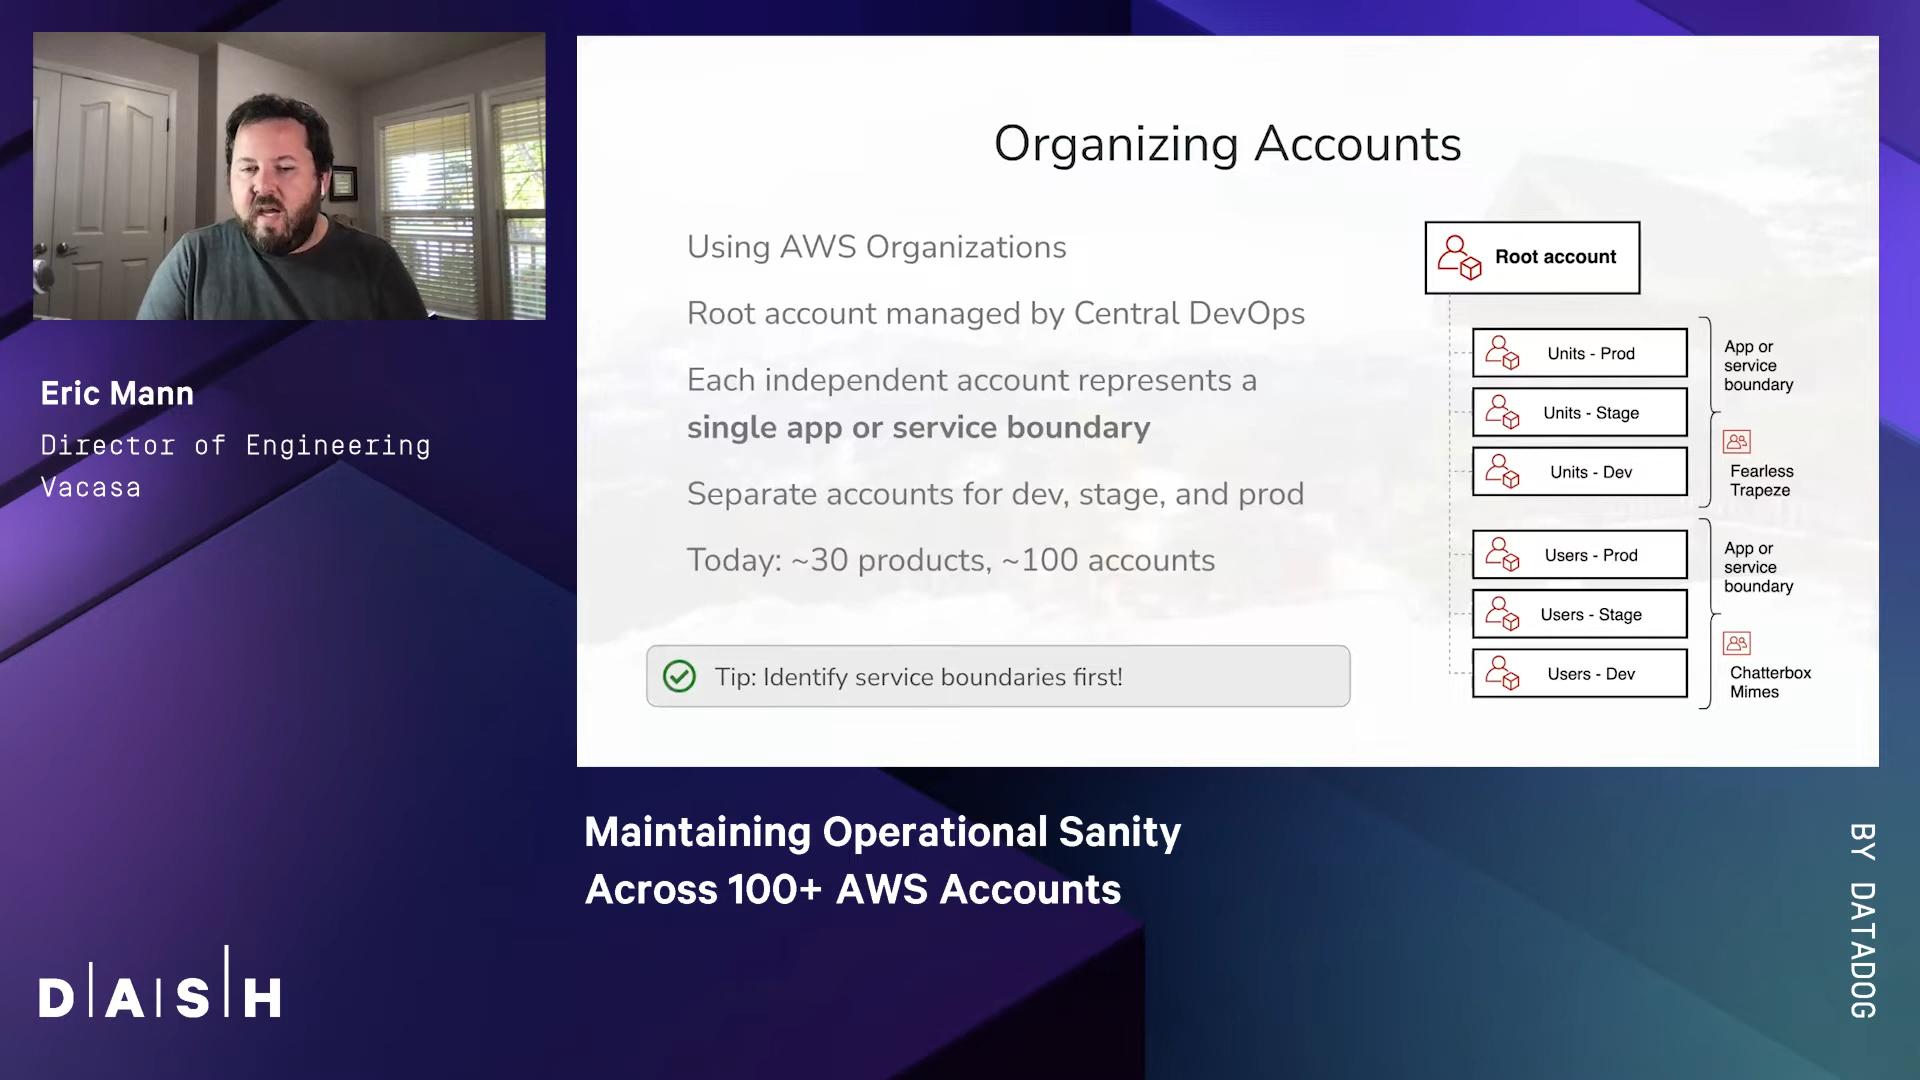 Eric Mann
Director of Engineering
Vacasa
Organizing Accounts
Using AWS Organizations
Root account managed by Central DevOps
Each independent account represents a
single app or service boundary
Separate accounts for dev, stage, and prod
Today: ~30 products, ~100 accounts
Tip: Identify service boundaries first!
Root account
Units - Prod
Units - Stage
Units - Dev
App or
service
boundary
Fearless
Trapeze
Users - Prod
Users - Stage
Users - Dev
App or
service
boundary
Chatterbox
Mimes
Maintaining Operational Sanity
Across 100+ AWS Accounts
DASH
BY DATADOG